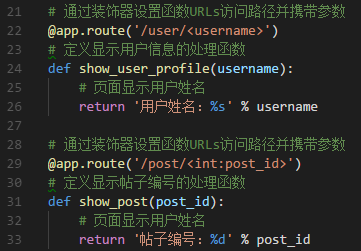 21 # 通过装饰器设置函数URLs访问路径并携带参数
22 @app.route('/user/<username>')
23 # 定义显示用户信息的处理函数
24 def show_user_profile(username):
25     # 页面显示用户姓名
26     return '用户姓名：%s' % username
27
28 # 通过装饰器设置函数URLs访问路径并携带参数
29 @app.route('/post/<int:post_id>')
30 # 定义显示帖子编号的处理函数
31 def show_post(post_id):
32     # 页面显示用户姓名
33     return '帖子编号：%d' % post_id